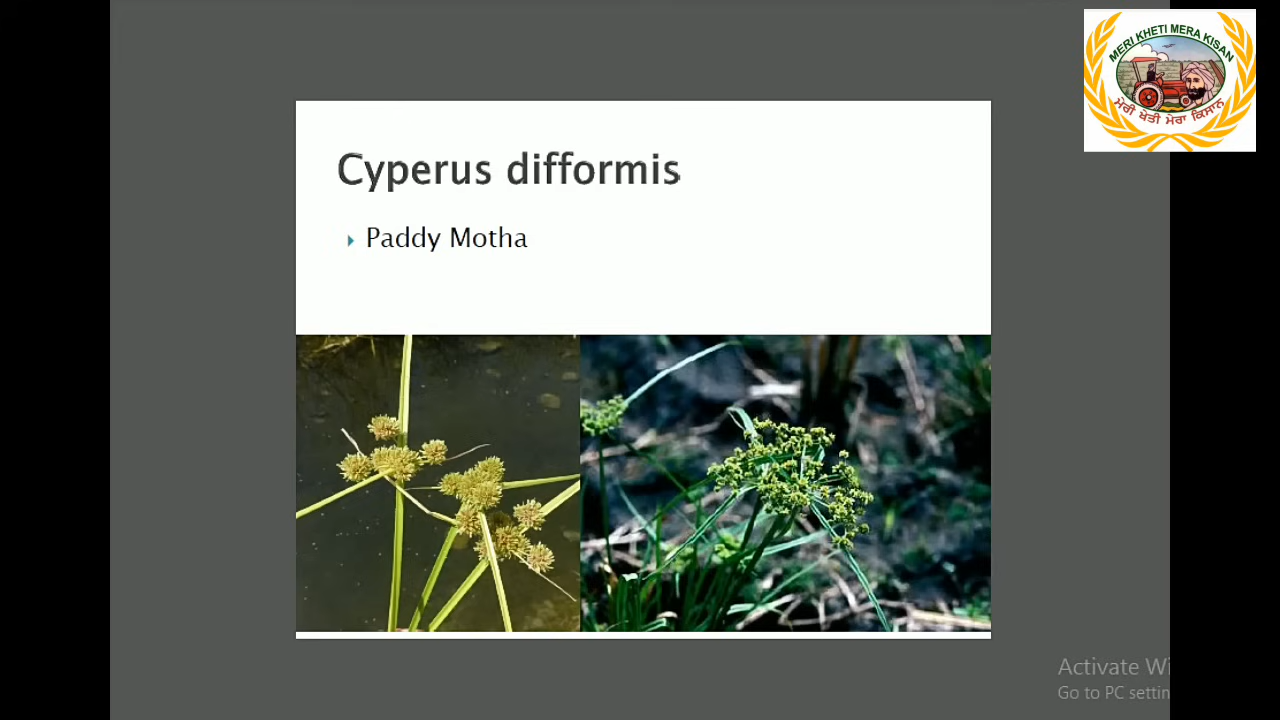 MERI KHETI MERA KISAN
ਮੇਰੀ ਖੇਤੀ ਮੇਰਾ ਕਿਸਾਨ
Cyperus difformis
Paddy Motha
Activate Wi
Go to PC settin